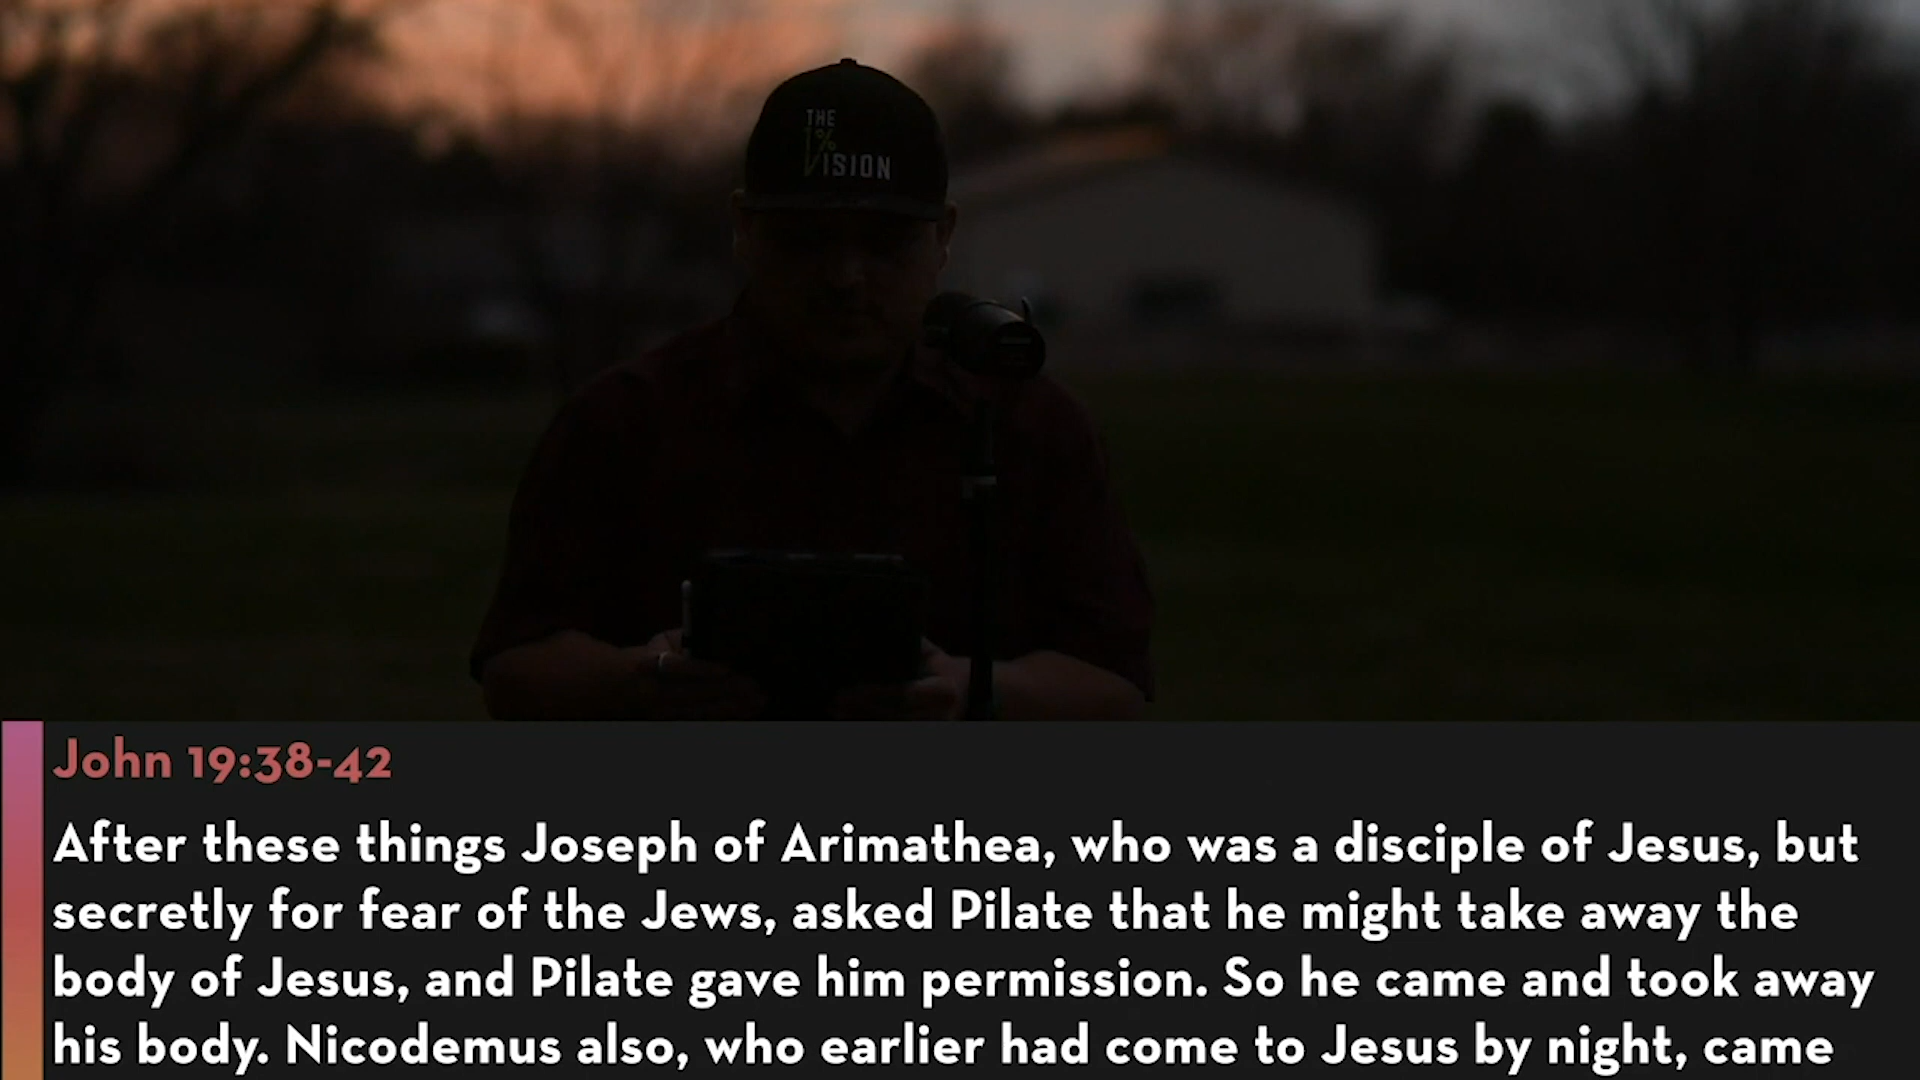 THE
1%
VISION
John 19:38-42
After these things Joseph of Arimathea, who was a disciple of Jesus, but
secretly for fear of the Jews, asked Pilate that he might take away the
body of Jesus, and Pilate gave him permission. So he came and took away
his body. Nicodemus also, who earlier had come to Jesus by night, came